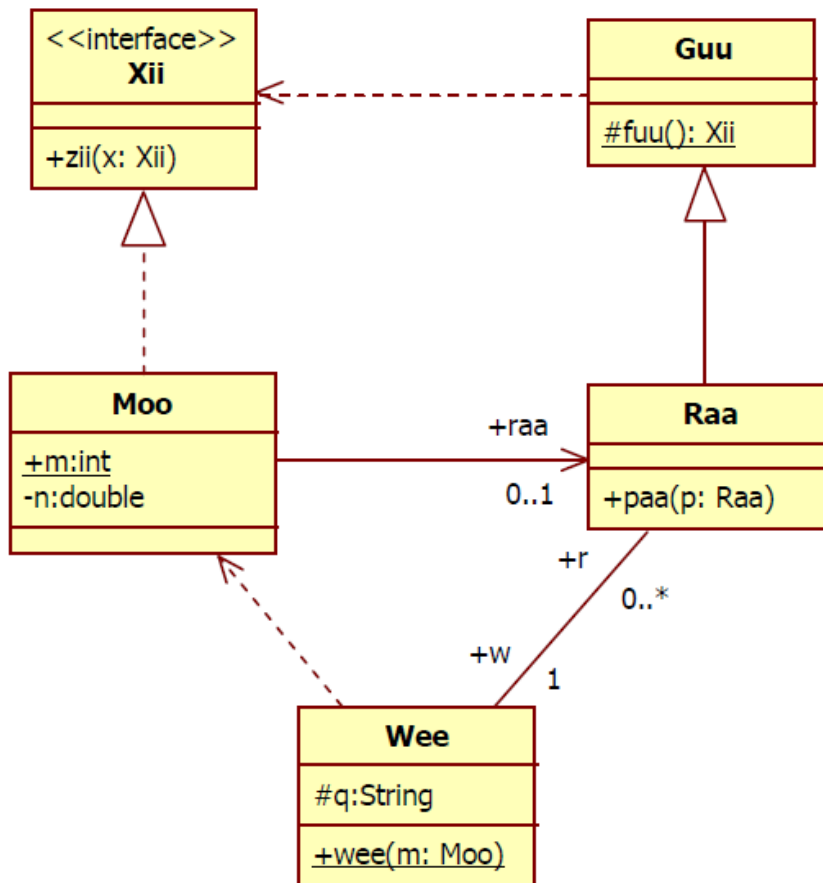 <<interface>>
Xii
+zii(x: Xii)
Guu
#fuu(): Xii
Moo
+m:int
-n:double
+raa
0..1
Raa
+paa(p: Raa)
+r
0..*
+w
1
Wee
#q:String
+wee(m: Moo)